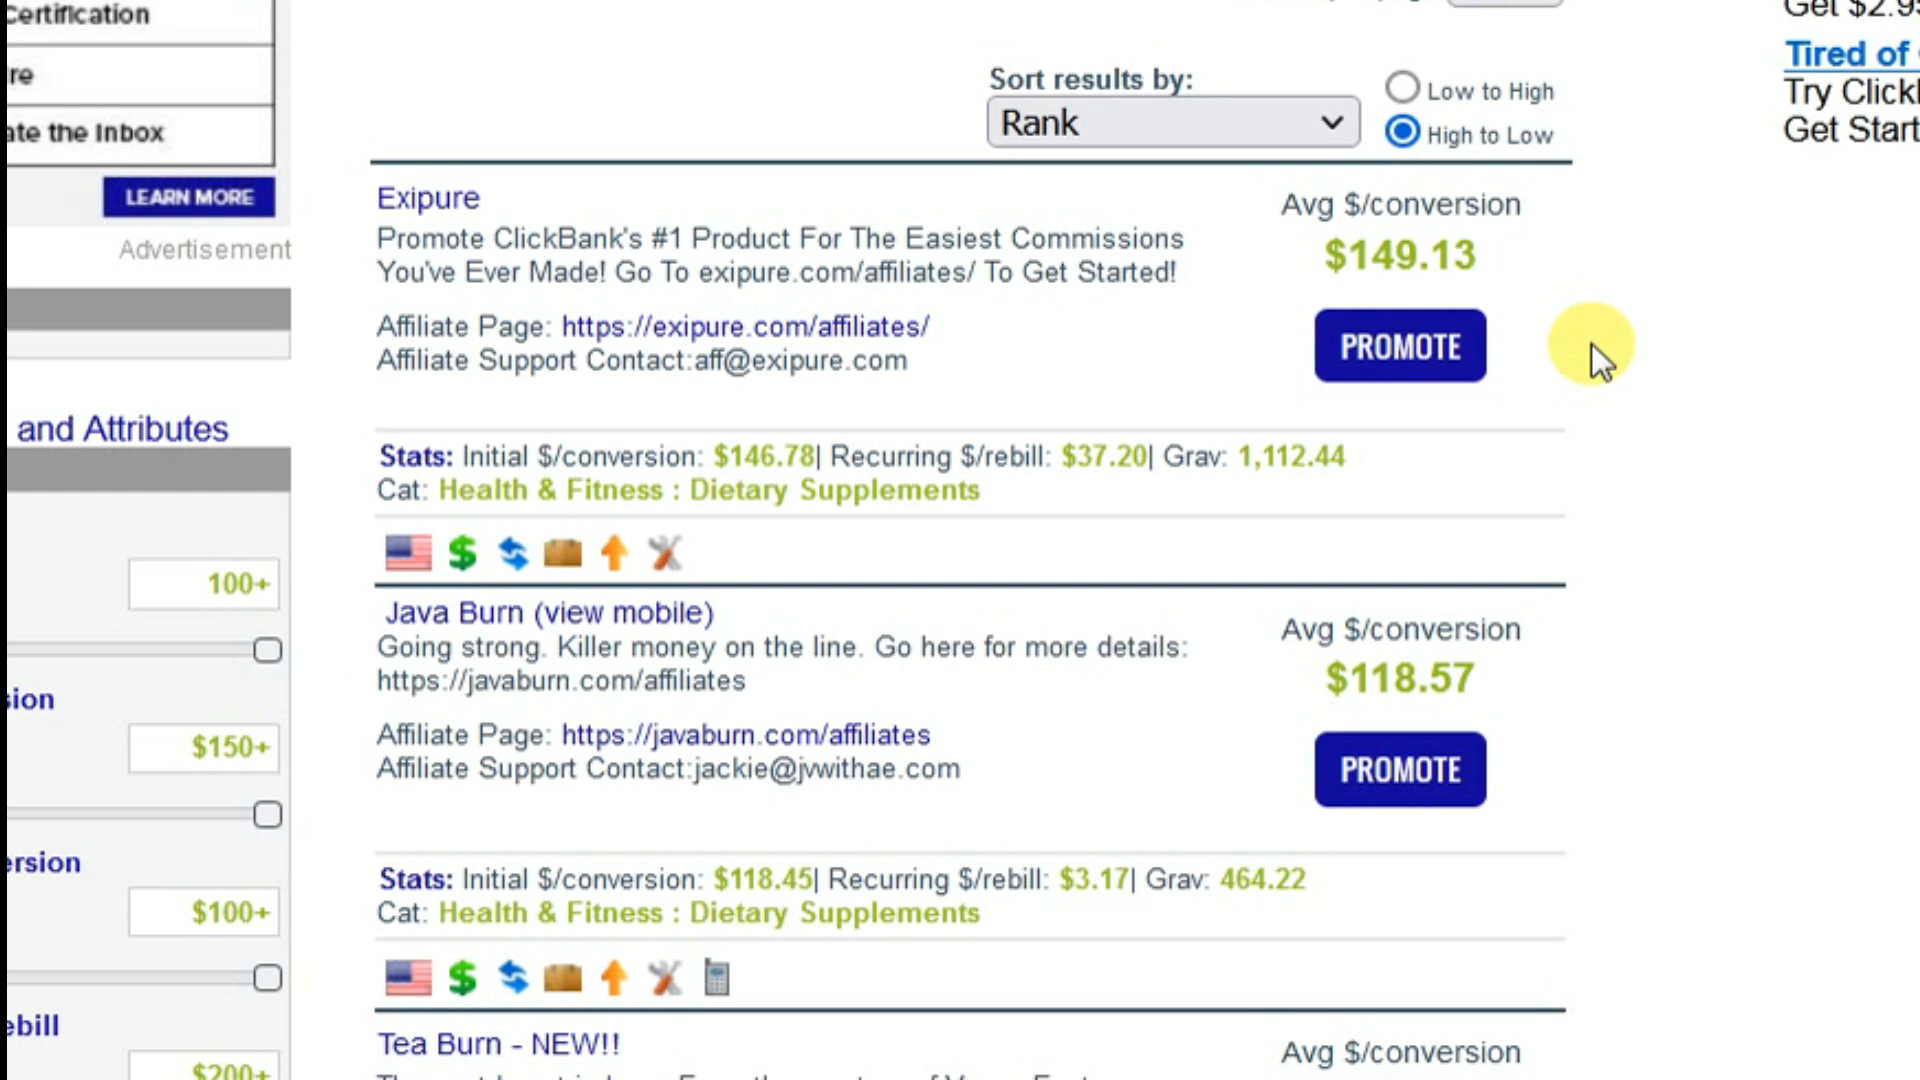 Certification
re
ate the Inbox
LEARN MORE
Advertisement
and Attributes
100+
sion
$150+
ersion
$100+
ebill
$200+
Sort results by:
Rank
Low to High
High to Low
Exipure
Promote ClickBank's #1 Product For The Easiest Commissions
You've Ever Made! Go To exipure.com/affiliates/ To Get Started!
Affiliate Page: https://exipure.com/affiliates/
Affiliate Support Contact:aff@exipure.com
Avg $/conversion
$149.13
PROMOTE
Stats: Initial $/conversion: $146.78| Recurring $/rebill: $37.20| Grav: 1,112.44
Cat: Health & Fitness : Dietary Supplements
Java Burn (view mobile)
Going strong. Killer money on the line. Go here for more details:
https://javaburn.com/affiliates
Affiliate Page: https://javaburn.com/affiliates
Affiliate Support Contact:jackie@jvwithae.com
Avg $/conversion
$118.57
PROMOTE
Stats: Initial $/conversion: $118.45| Recurring $/rebill: $3.17| Grav: 464.22
Cat: Health & Fitness : Dietary Supplements
Tea Burn - NEW!!
Avg $/conversion
Get $2.95
Tired of
Try Click
Get Start